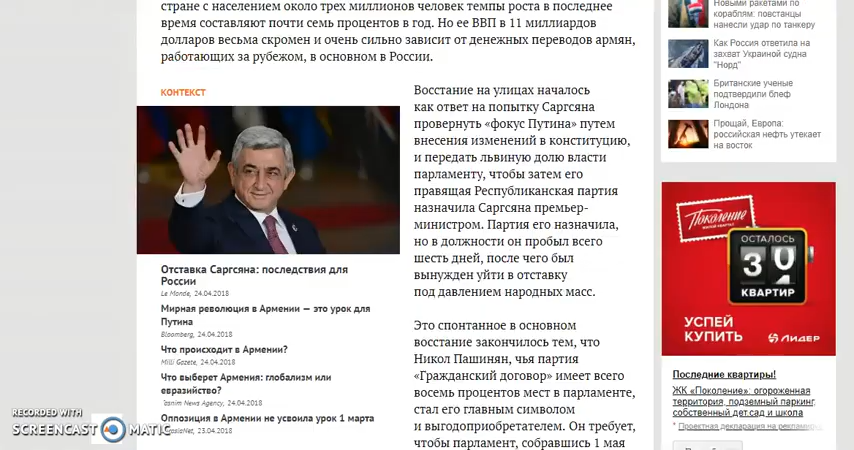 стране с населением около трех миллионов человек темпы роста в последнее
время составляют почти семь процентов в год. Но ее ВВП в 11 миллиардов
долларов весьма скромен и очень сильно зависит от денежных переводов армян,
работающих за рубежом, в основном в России.
КОНТЕКСТ
Отставка Саргсяна: последствия для
России
Le Monde, 24.04.2018
Мирная революция в Армении — это урок для
Путина
Bloomberg, 24.04.2018
Что происходит в Армении?
Milli Gazete, 24.04.2018
Что выберет Армения: глобализм или
евразийство?
Tasnim News Agency, 24.04.2018
Оппозиция в Армении не усвоила урок 1 марта
23.04.2018
Восстание на улицах началось
как ответ на попытку Саргсяна
провернуть «фокус Путина» путем
внесения изменений в конституцию,
и передать львиную долю власти
парламенту, чтобы затем его
правящая Республиканская партия
назначила Саргсяна премьер-
министром. Партия его назначила,
но в должности он пробыл всего
шесть дней, после чего был
вынужден уйти в отставку
под давлением народных масс.
Это спонтанное в основном
восстание закончилось тем, что
Никол Пашинян, чья партия
«Гражданский договор» имеет всего
восемь процентов мест в парламенте,
стал его главным символом
и выгодоприобретателем. Он требует,
чтобы парламент, собравшись 1 мая
Новыми ракетами по
кораблям: повстанцы
нанесли удар по танкеру
Как Россия ответила на
захват Украиной судна
"Норд"
Британские ученые
подтвердили блеф
Лондона
Прощай, Европа:
российская нефть утекает
на восток
Поколение
ОСТАЛОСЬ
3
КВАРТИР
УСПЕЙ
КУПИТЬ
ЛИДЕР
Последние квартиры!
ЖК «Поколение»: огороженная
территория, подземный паркинг,
собственный дет.сад и школа
* Проектная декларация на рекламируемом
RECORDED WITH
SCREENCAST MATIC